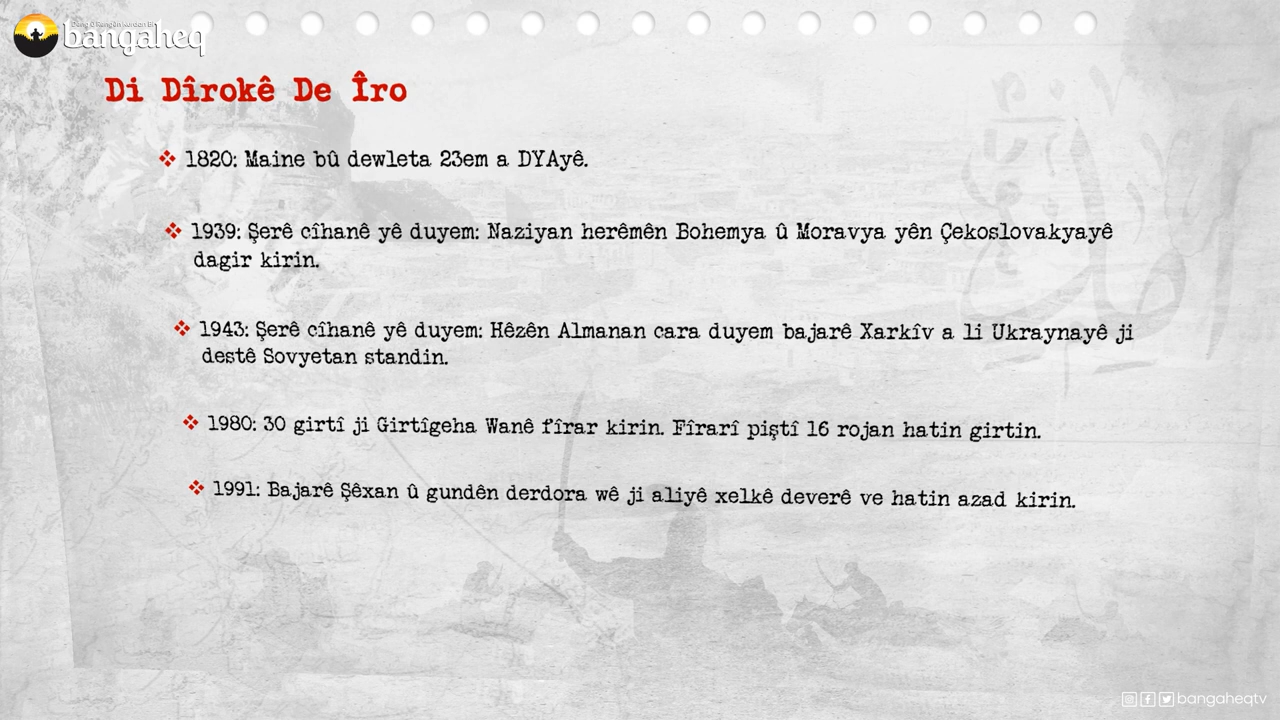 bangaheq
Di Dîrokê De Îro
1820: Maine bû dewleta 23em a DYAyê.
1939: Şerê cîhanê yê duyem: Naziyan herêmên Bohemya û Moravya yên Çekoslovakyayê
dagir kirin.
1943: Şerê cîhanê yê duyem: Hêzên Almanan cara duyem bajarê Xarkîv a li Ukraynayê ji
destê Sovyetan standin.
1980: 30 girtî ji Girtîgeha Wanê fîrar kirin. Fîrarî piştî 16 rojan hatin girtin.
1991: Bajarê Şêxan û gundên derdora wê ji aliyê xelkê deverê ve hatin azad kirin.
bangaheqtv